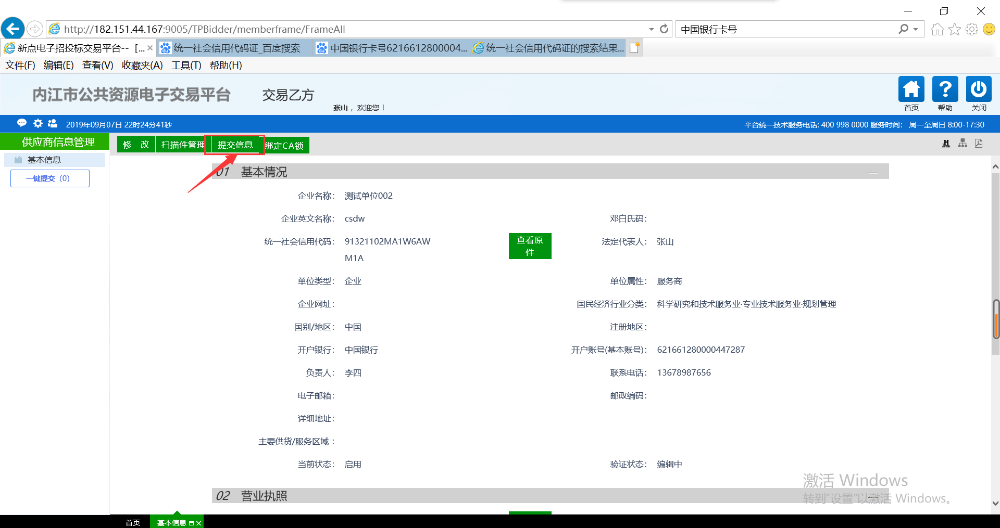 http://182.151.44.167:9005/TPBidder/memberframe/FrameAll
中国银行卡号
新点电子招投标交易平台-- [...
统一社会信用代码证_百度搜索
中国银行卡号6216612800004...
统一社会信用代码证的搜索结果...
文件(F) 编辑(E) 查看(V) 收藏夹(A) 工具(T) 帮助(H)
内江市公共资源电子交易平台 交易乙方
张山 , 欢迎您！
首页 帮助 关闭
2019年09月07日 22时24分41秒
平台统一技术服务电话: 400 998 0000 服务时间： 周一至周日 8:00-17:30
供应商信息管理
修 改 扫描件管理 提交信息 绑定CA锁
基本信息
一键提交 (0)
01 基本情况
企业名称： 测试单位002
企业英文名称： csdw 邓白氏码：
统一社会信用代码： 91321102MA1W6AW
M1A
查看原
件
法定代表人： 张山
单位类型： 企业 单位属性： 服务商
企业网址： 国民经济行业分类： 科学研究和技术服务业·专业技术服务业·规划管理
国别/地区： 中国 注册地区：
开户银行： 中国银行 开户账号(基本账号)： 621661280000447287
负责人： 李四 联系电话： 13678987656
电子邮箱： 邮政编码：
详细地址：
主要供货/服务区域：
当前状态： 启用 验证状态： 编辑中
02 营业执照
激活 Windows
转到"设置"以激活 Windows。
首页 基本信息